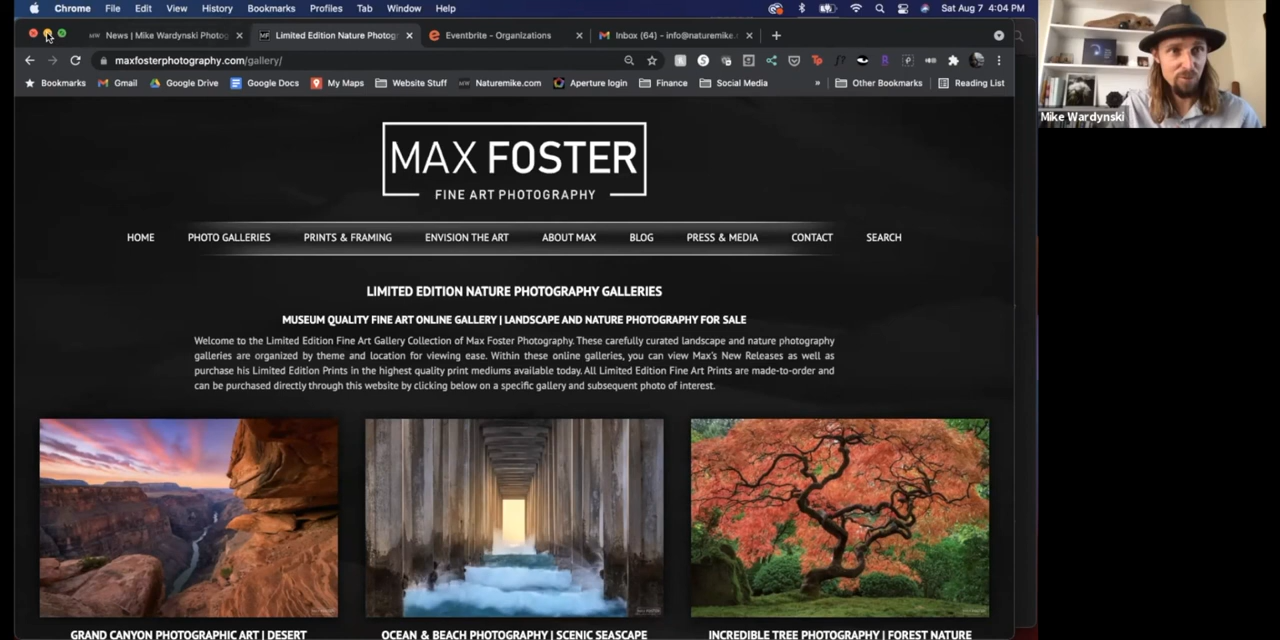 Chrome File Edit View History Bookmarks Profiles Tab Window Help Sat Aug 7 4:04 PM
News | Mike Wardynski Photog
Limited Edition Nature Photogr
Eventbrite - Organizations
Inbox (64) - info@naturemike.
maxfosterphotography.com/gallery/
Bookmarks Gmail Google Drive Google Docs My Maps Website Stuff Naturemike.com Aperture login Finance Social Media » Other Bookmarks Reading List
Mike Wardynski
MAX FOSTER
FINE ART PHOTOGRAPHY
HOME PHOTO GALLERIES PRINTS & FRAMING ENVISION THE ART ABOUT MAX BLOG PRESS & MEDIA CONTACT SEARCH
LIMITED EDITION NATURE PHOTOGRAPHY GALLERIES
MUSEUM QUALITY FINE ART ONLINE GALLERY | LANDSCAPE AND NATURE PHOTOGRAPHY FOR SALE
Welcome to the Limited Edition Fine Art Gallery Collection of Max Foster Photography. These carefully curated landscape and nature photography
galleries are organized by theme and location for viewing ease. Within these online galleries, you can view Max's New Releases as well as
purchase his Limited Edition Prints in the highest quality print mediums available today. All Limited Edition Fine Art Prints are made-to-order and
can be purchased directly through this website by clicking below on a specific gallery and subsequent photo of interest.
GRAND CANYON PHOTOGRAPHIC ART | DESERT
OCEAN & BEACH PHOTOGRAPHY | SCENIC SEASCAPE
INCREDIBLE TREE PHOTOGRAPHY | FOREST NATURE